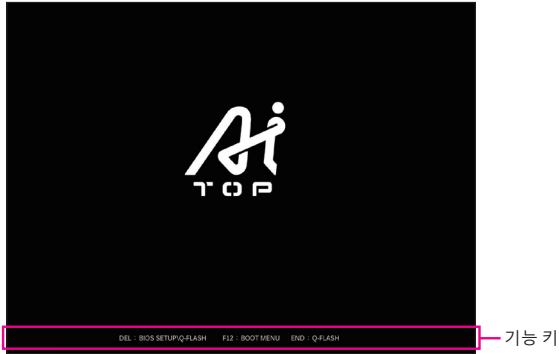 Ai
TOP
DEL : BIOS SETUP\Q-FLASH F12 : BOOT MENU END : Q-FLASH
기능 키